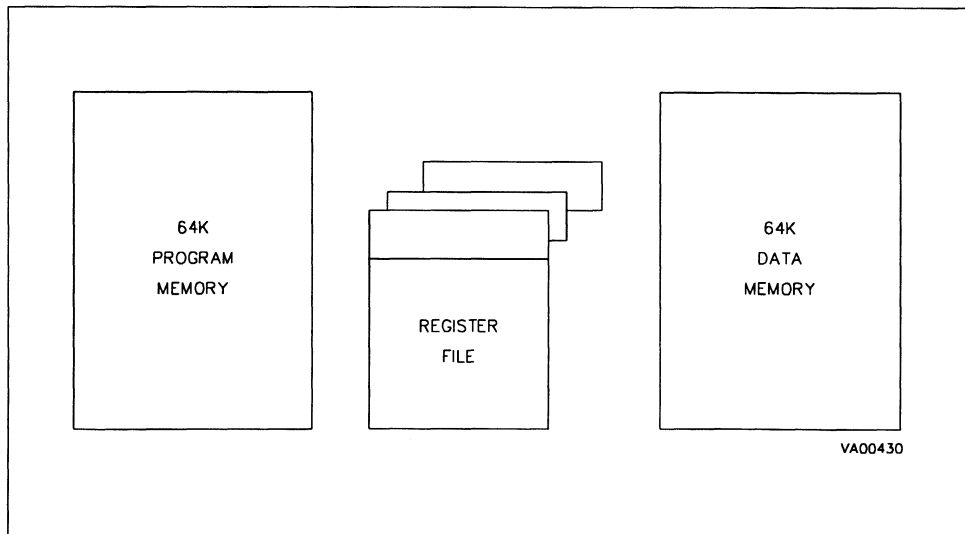 64K
PROGRAM
MEMORY
REGISTER
FILE
64K
DATA
MEMORY
VA00430